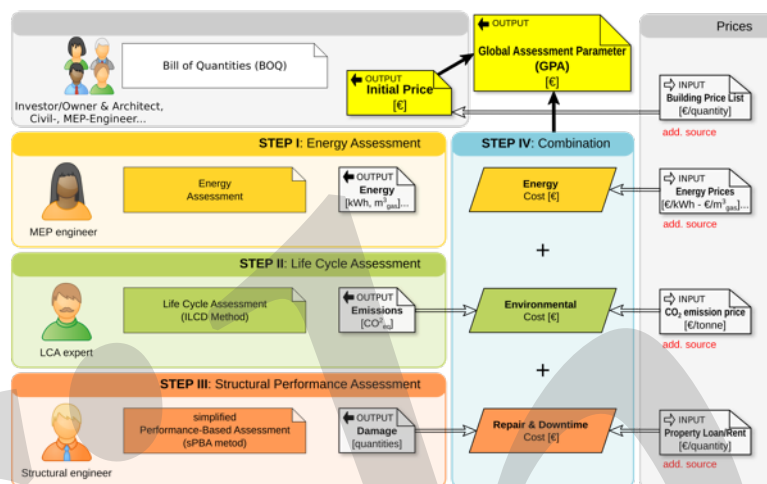 Prices
OUTPUT
Global Assessment Parameter
(GPA)
[€]
Bill of Quantities (BOQ)
OUTPUT
Initial Price
[€]
Investor/Owner & Architect,
Civil-, MEP-Engineer...
INPUT
Building Price List
[€/quantity]
add. source
STEP I: Energy Assessment
STEP IV: Combination
Energy
Assessment
OUTPUT
Energy
[kWh, m³gas]...
Energy
Cost [€]
INPUT
Energy Prices
[€/kWh - €/m³gas]...
add. source
MEP engineer
+
STEP II: Life Cycle Assessment
Life Cycle Assessment
(ILCD Method)
OUTPUT
Emissions
[CO²eq]
Environmental
Cost [€]
INPUT
CO₂ emission price
[€/tonne]
add. source
LCA expert
+
STEP III: Structural Performance Assessment
simplified
Performance-Based Assessment
(sPBA metod)
OUTPUT
Damage
[quantities]
Repair & Downtime
Cost [€]
INPUT
Property Loan/Rent
[€/quantity]
add. source
Structural engineer